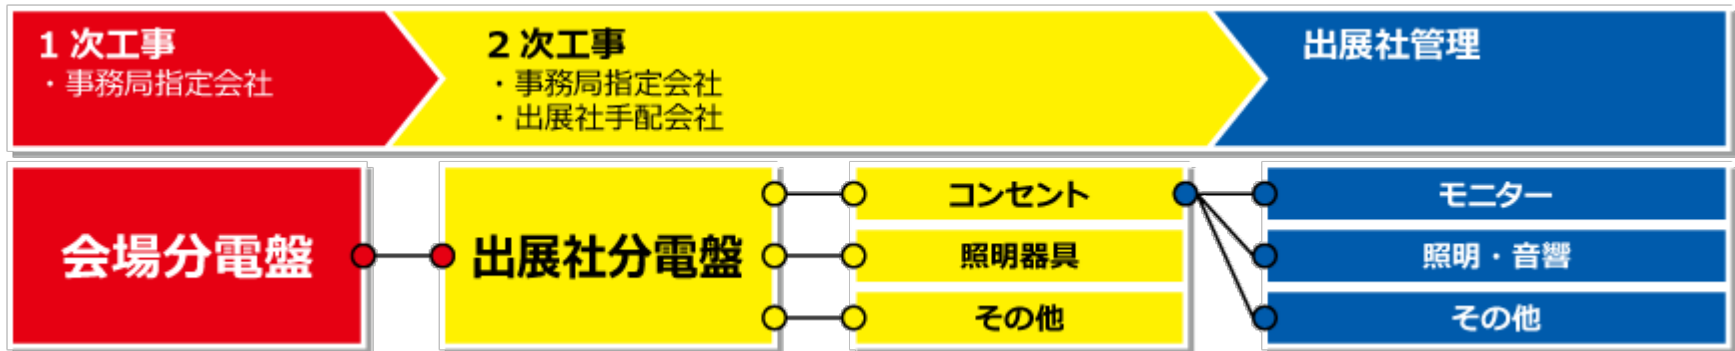 1 次工事
・事務局指定会社
2 次工事
・事務局指定会社
・出展社手配会社
出展社管理
会場分電盤
出展社分電盤
コンセント
照明器具
その他
モニター
照明・音響
その他